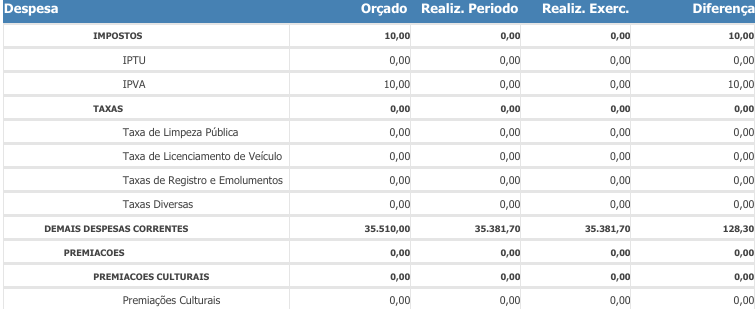 Despesa Orçado Realiz. Periodo Realiz. Exerc. Diferença
IMPOSTOS 10,00 0,00 0,00 10,00
IPTU 0,00 0,00 0,00 0,00
IPVA 10,00 0,00 0,00 10,00
TAXAS 0,00 0,00 0,00 0,00
Taxa de Limpeza Pública 0,00 0,00 0,00 0,00
Taxa de Licenciamento de Veículo 0,00 0,00 0,00 0,00
Taxas de Registro e Emolumentos 0,00 0,00 0,00 0,00
Taxas Diversas 0,00 0,00 0,00 0,00
DEMAIS DESPESAS CORRENTES 35.510,00 35.381,70 35.381,70 128,30
PREMIACOES 0,00 0,00 0,00 0,00
PREMIACOES CULTURAIS 0,00 0,00 0,00 0,00
Premiações Culturais 0,00 0,00 0,00 0,00